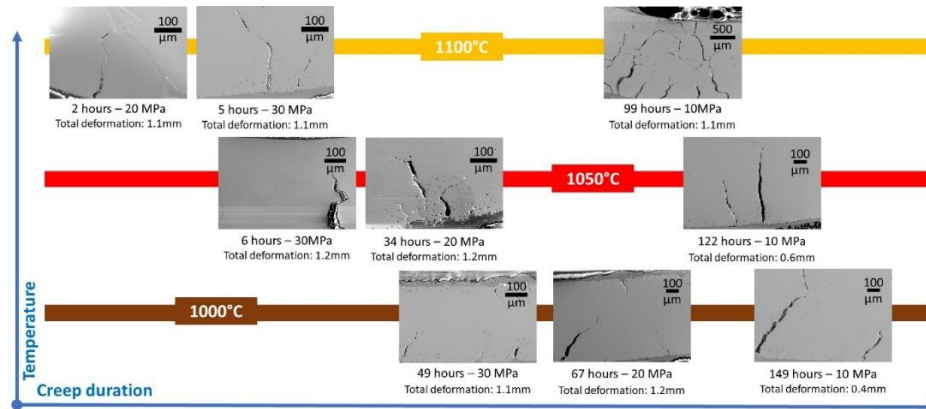 100
μm
100
μm
1100°C
500
μm
2 hours – 20 MPa
Total deformation: 1.1mm
5 hours – 30 MPa
Total deformation: 1.1mm
99 hours – 10MPa
Total deformation: 1.1mm
100
μm
100
μm
1050°C
100
μm
6 hours – 30MPa
Total deformation: 1.2mm
34 hours – 20 MPa
Total deformation: 1.2mm
122 hours – 10 MPa
Total deformation: 0.6mm
1000°C
100
μm
100
μm
100
μm
49 hours – 30 MPa
Total deformation: 1.1mm
67 hours – 20 MPa
Total deformation: 1.2mm
149 hours – 10 MPa
Total deformation: 0.4mm
Temperature
Creep duration